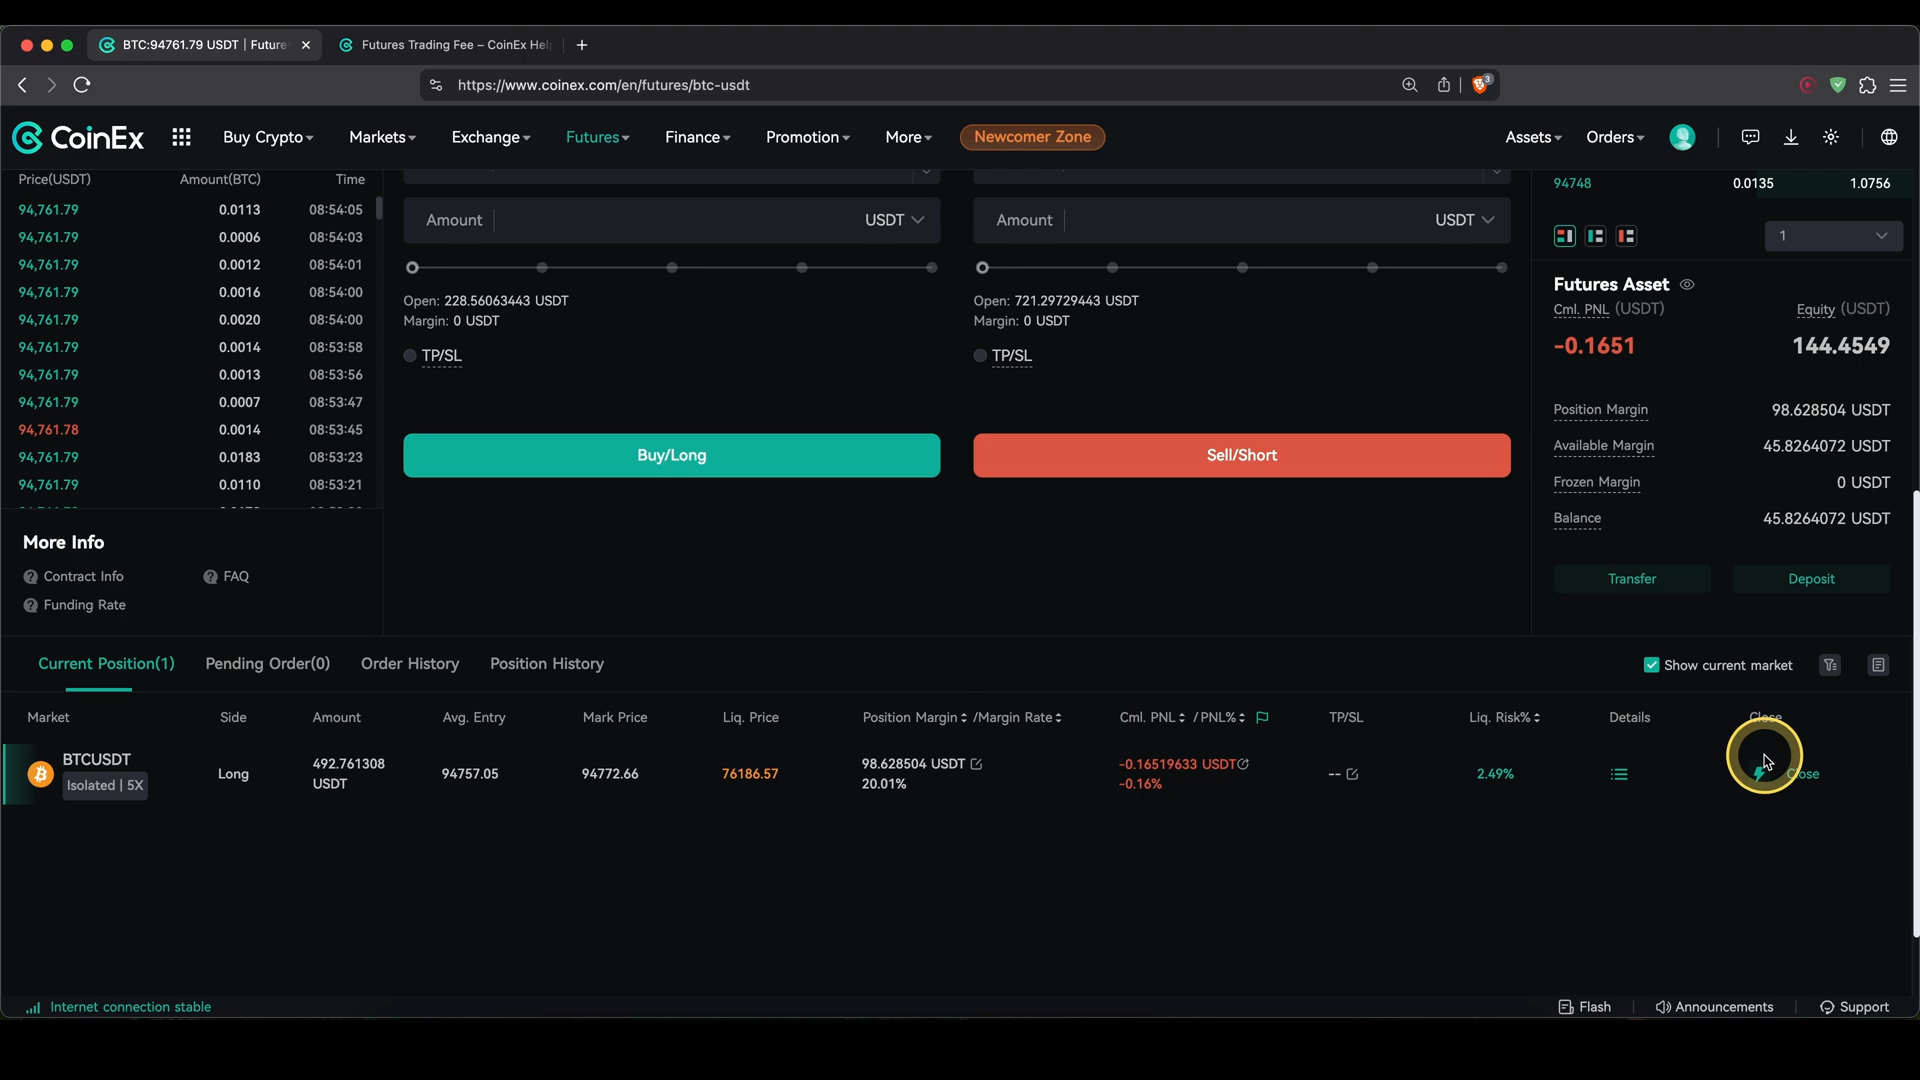 BTC:94761.79 USDT | Future
Futures Trading Fee – CoinEx Hel
https://www.coinex.com/en/futures/btc-usdt
3
CoinEx
Buy Crypto
Markets
Exchange
Futures
Finance
Promotion
More
Newcomer Zone
Assets
Orders
Price(USDT) Amount(BTC) Time
94,761.79 0.0113 08:54:05
94,761.79 0.0006 08:54:03
94,761.79 0.0012 08:54:01
94,761.79 0.0016 08:54:00
94,761.79 0.0020 08:54:00
94,761.79 0.0014 08:53:58
94,761.79 0.0013 08:53:56
94,761.79 0.0007 08:53:47
94,761.78 0.0014 08:53:45
94,761.79 0.0183 08:53:23
94,761.79 0.0110 08:53:21
More Info
Contract Info
FAQ
Funding Rate
Amount USDT
Open: 228.56063443 USDT
Margin: 0 USDT
TP/SL
Buy/Long
Amount USDT
Open: 721.29729443 USDT
Margin: 0 USDT
TP/SL
Sell/Short
94748 0.0135 1.0756
1
Futures Asset
Cml. PNL (USDT) Equity (USDT)
-0.1651 144.4549
Position Margin 98.628504 USDT
Available Margin 45.8264072 USDT
Frozen Margin 0 USDT
Balance 45.8264072 USDT
Transfer
Deposit
Current Position(1)
Pending Order(0)
Order History
Position History
Show current market
Market Side Amount Avg. Entry Mark Price Liq. Price Position Margin /Margin Rate Cml. PNL /PNL% TP/SL Liq. Risk% Details Close
BTCUSDT
Isolated | 5X
Long
492.761308
USDT
94757.05
94772.66
76186.57
98.628504 USDT
20.01%
-0.16519633 USDT
-0.16%
--
2.49%
Close
Internet connection stable
Flash
Announcements
Support